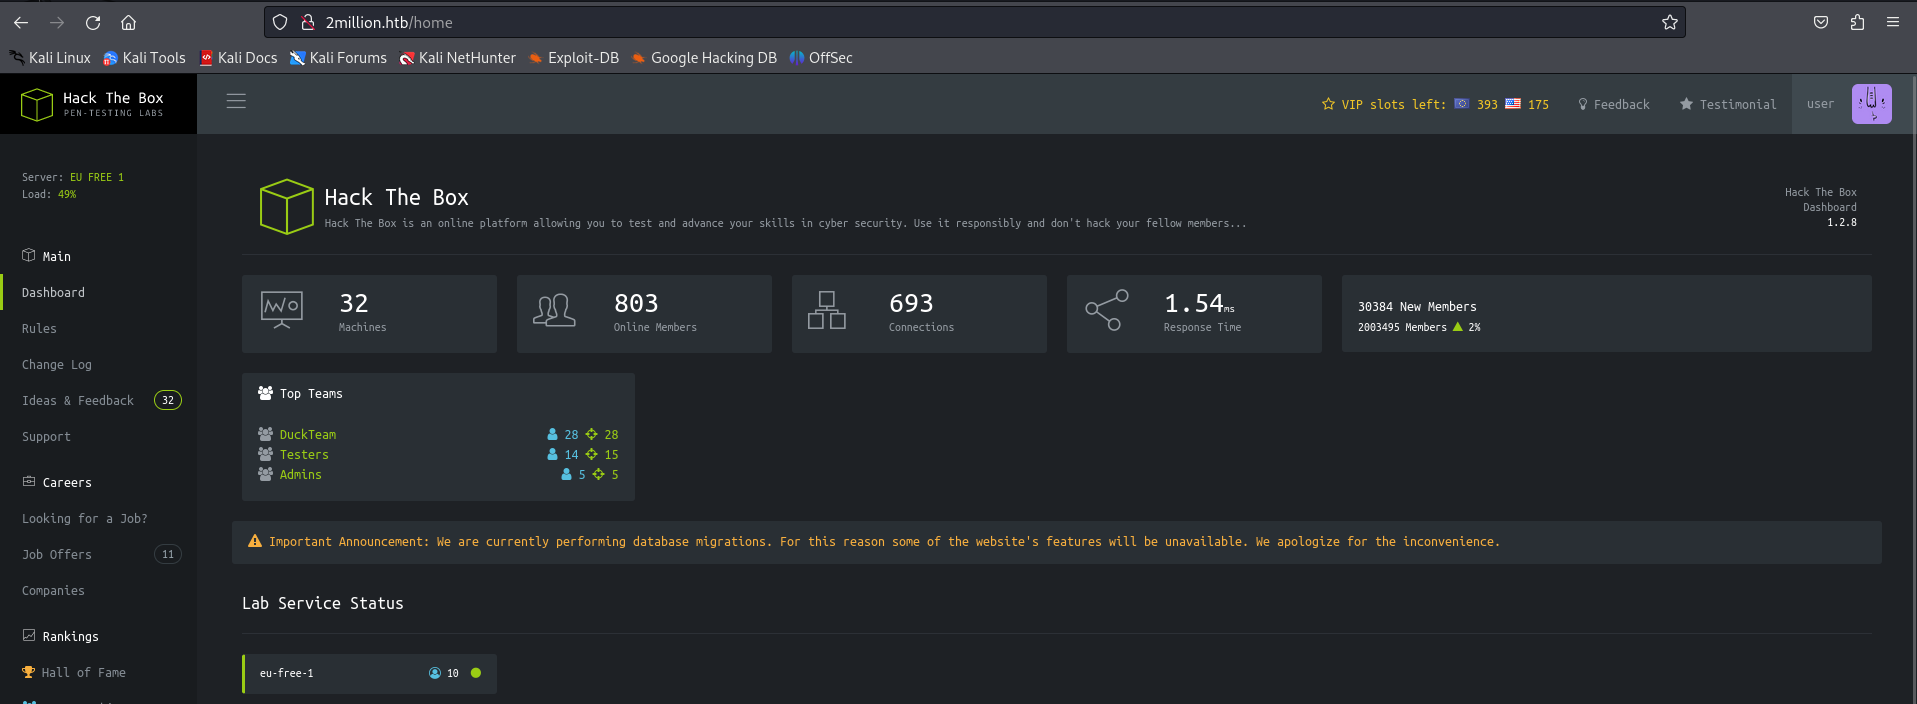 2million.htb/home
Kali Linux Kali Tools Kali Docs Kali Forums Kali NetHunter Exploit-DB Google Hacking DB OffSec
Hack The Box
PEN-TESTING LABS
VIP slots left: 393 175 Feedback Testimonial user
Server: EU FREE 1
Load: 49%
Main
Dashboard
Rules
Change Log
Ideas & Feedback 32
Support
Careers
Looking for a Job?
Job Offers 11
Companies
Rankings
Hall of Fame
Hack The Box
Hack The Box is an online platform allowing you to test and advance your skills in cyber security. Use it responsibly and don't hack your fellow members...
Hack The Box
Dashboard
1.2.8
32
Machines
803
Online Members
693
Connections
1.54ms
Response Time
30384 New Members
2003495 Members 2%
Top Teams
DuckTeam 28 28
Testers 14 15
Admins 5 5
Important Announcement: We are currently performing database migrations. For this reason some of the website's features will be unavailable. We apologize for the inconvenience.
Lab Service Status
eu-free-1 10